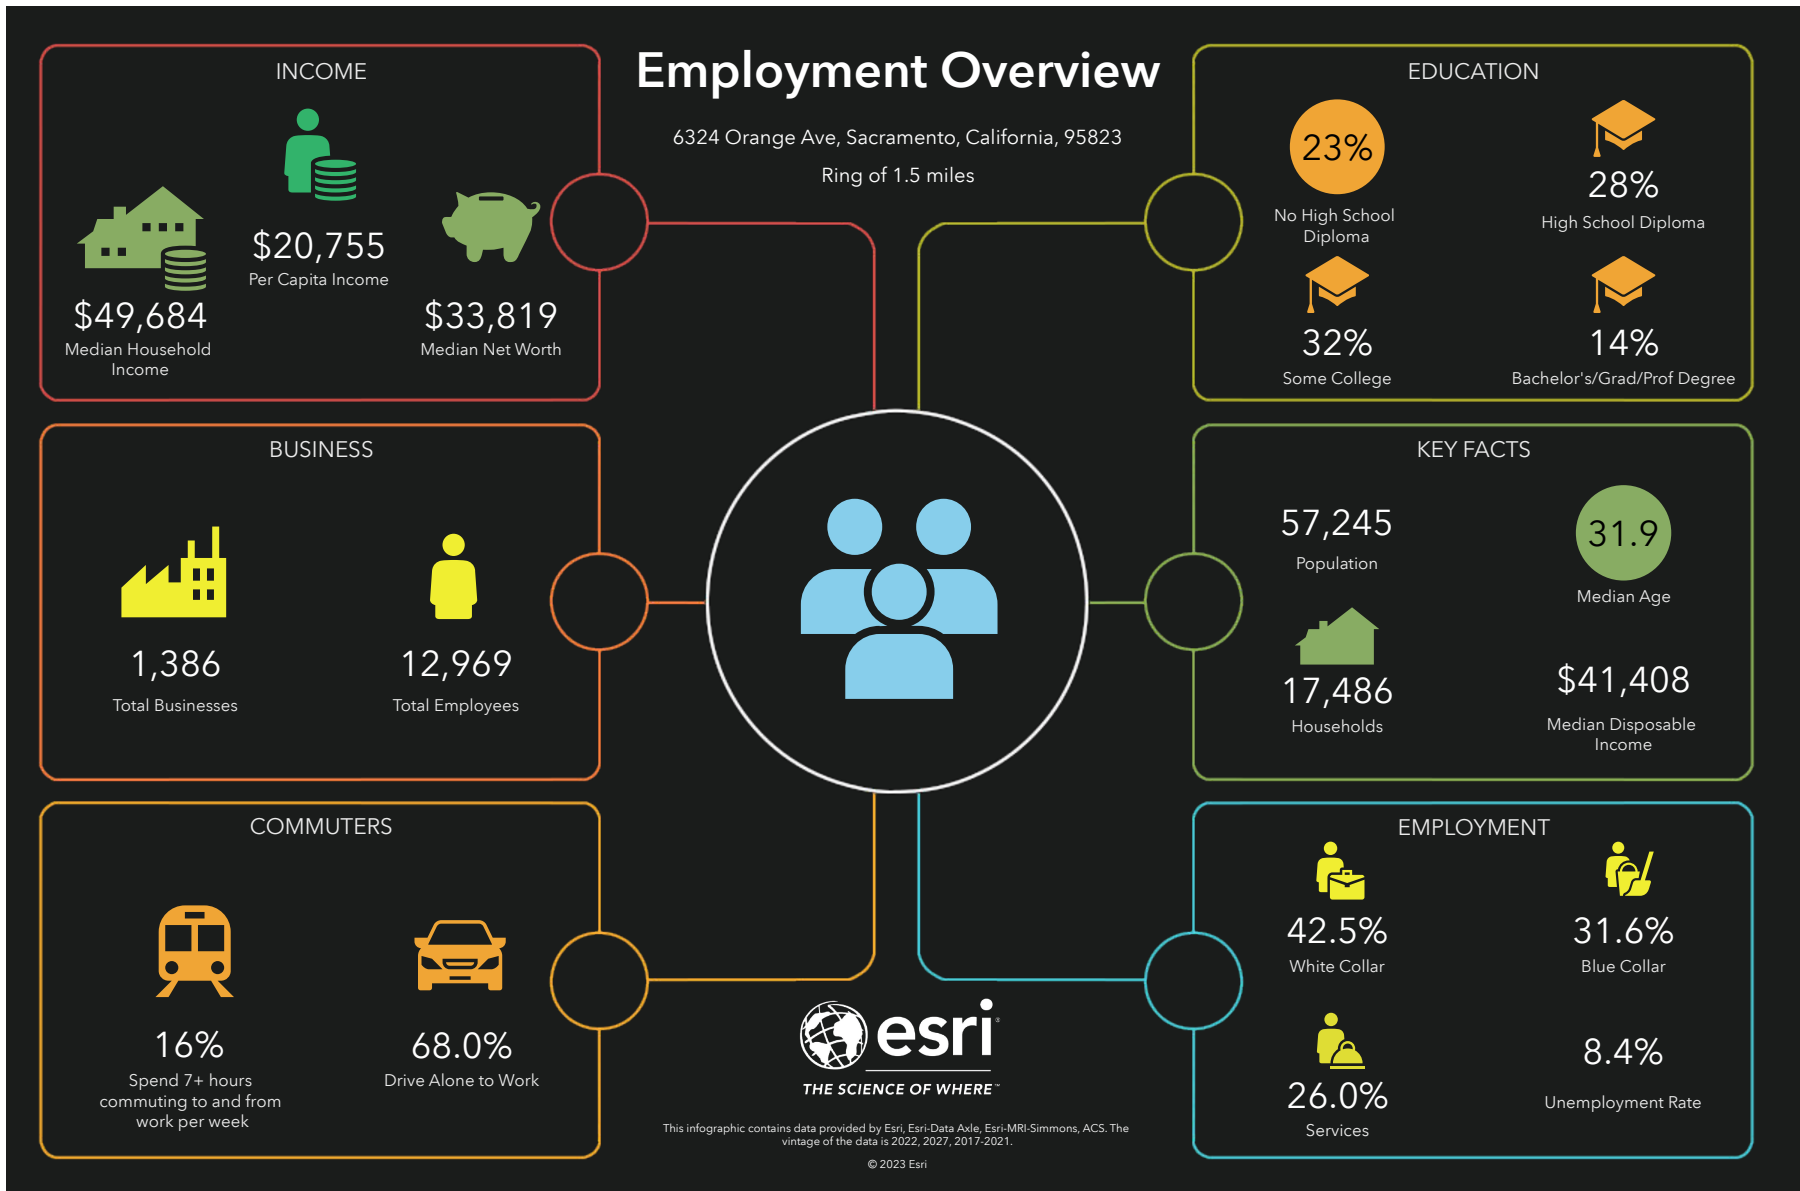 Employment Overview
6324 Orange Ave, Sacramento, California, 95823
Ring of 1.5 miles
INCOME
$20,755
Per Capita Income
$49,684
Median Household
Income
$33,819
Median Net Worth
EDUCATION
23%
No High School
Diploma
28%
High School Diploma
32%
Some College
14%
Bachelor's/Grad/Prof Degree
BUSINESS
1,386
Total Businesses
12,969
Total Employees
KEY FACTS
57,245
Population
31.9
Median Age
17,486
Households
$41,408
Median Disposable
Income
COMMUTERS
16%
Spend 7+ hours
commuting to and from
work per week
68.0%
Drive Alone to Work
EMPLOYMENT
42.5%
White Collar
31.6%
Blue Collar
26.0%
Services
8.4%
Unemployment Rate
esri®
THE SCIENCE OF WHERE™
This infographic contains data provided by Esri, Esri-Data Axle, Esri-MRI-Simmons, ACS. The
vintage of the data is 2022, 2027, 2017-2021.
© 2023 Esri